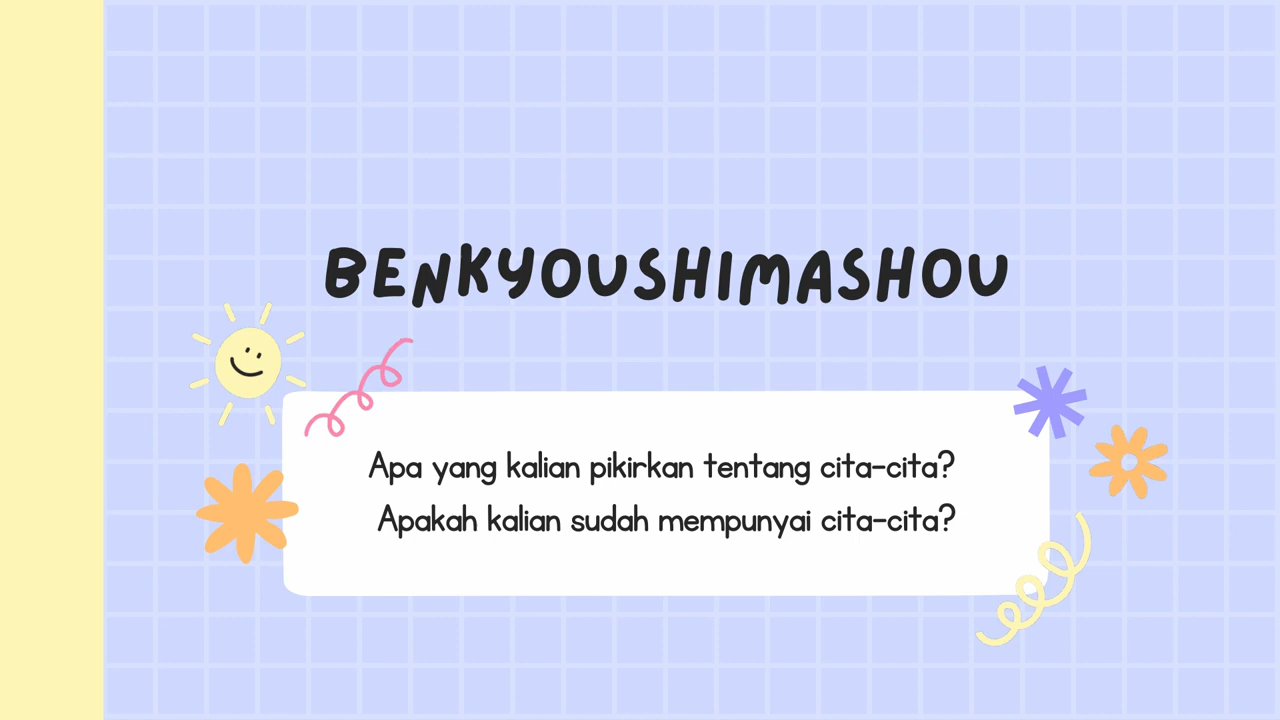 BENKYOUSHIMASHOU
Apa yang kalian pikirkan tentang cita-cita?
Apakah kalian sudah mempunyai cita-cita?